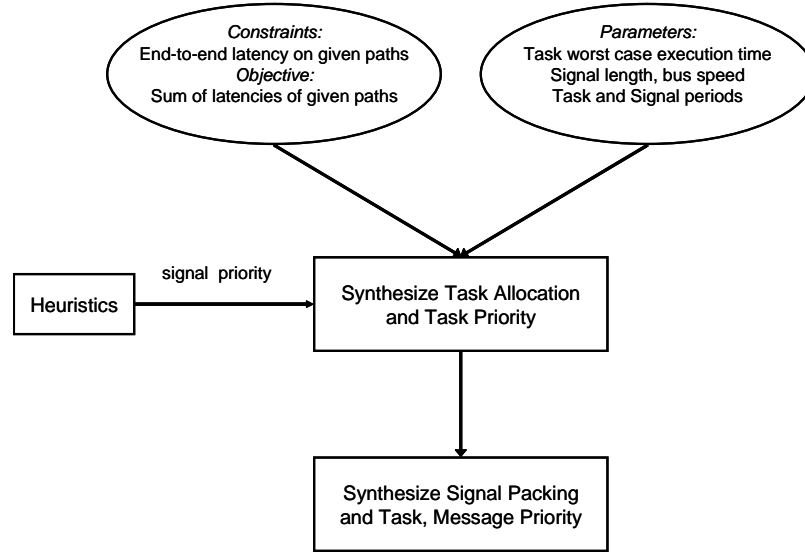 Constraints:
End-to-end latency on given paths
Objective:
Sum of latencies of given paths
Parameters:
Task worst case execution time
Signal length, bus speed
Task and Signal periods
signal priority
Heuristics
Synthesize Task Allocation
and Task Priority
Synthesize Signal Packing
and Task, Message Priority